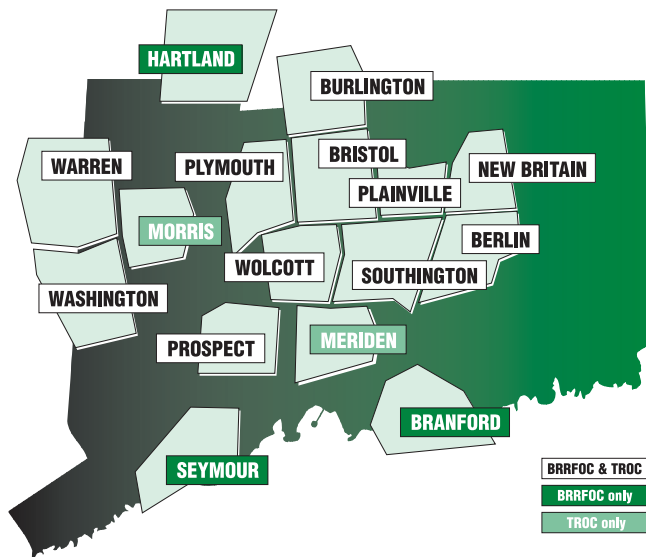 HARTLAND
BURLINGTON
WARREN
PLYMOUTH
BRISTOL
PLAINVILLE
NEW BRITAIN
MORRIS
BERLIN
WOLCOTT
SOUTHINGTON
WASHINGTON
PROSPECT
MERIDEN
BRANFORD
SEYMOUR
BRRFOC & TROC
BRRFOC only
TROC only